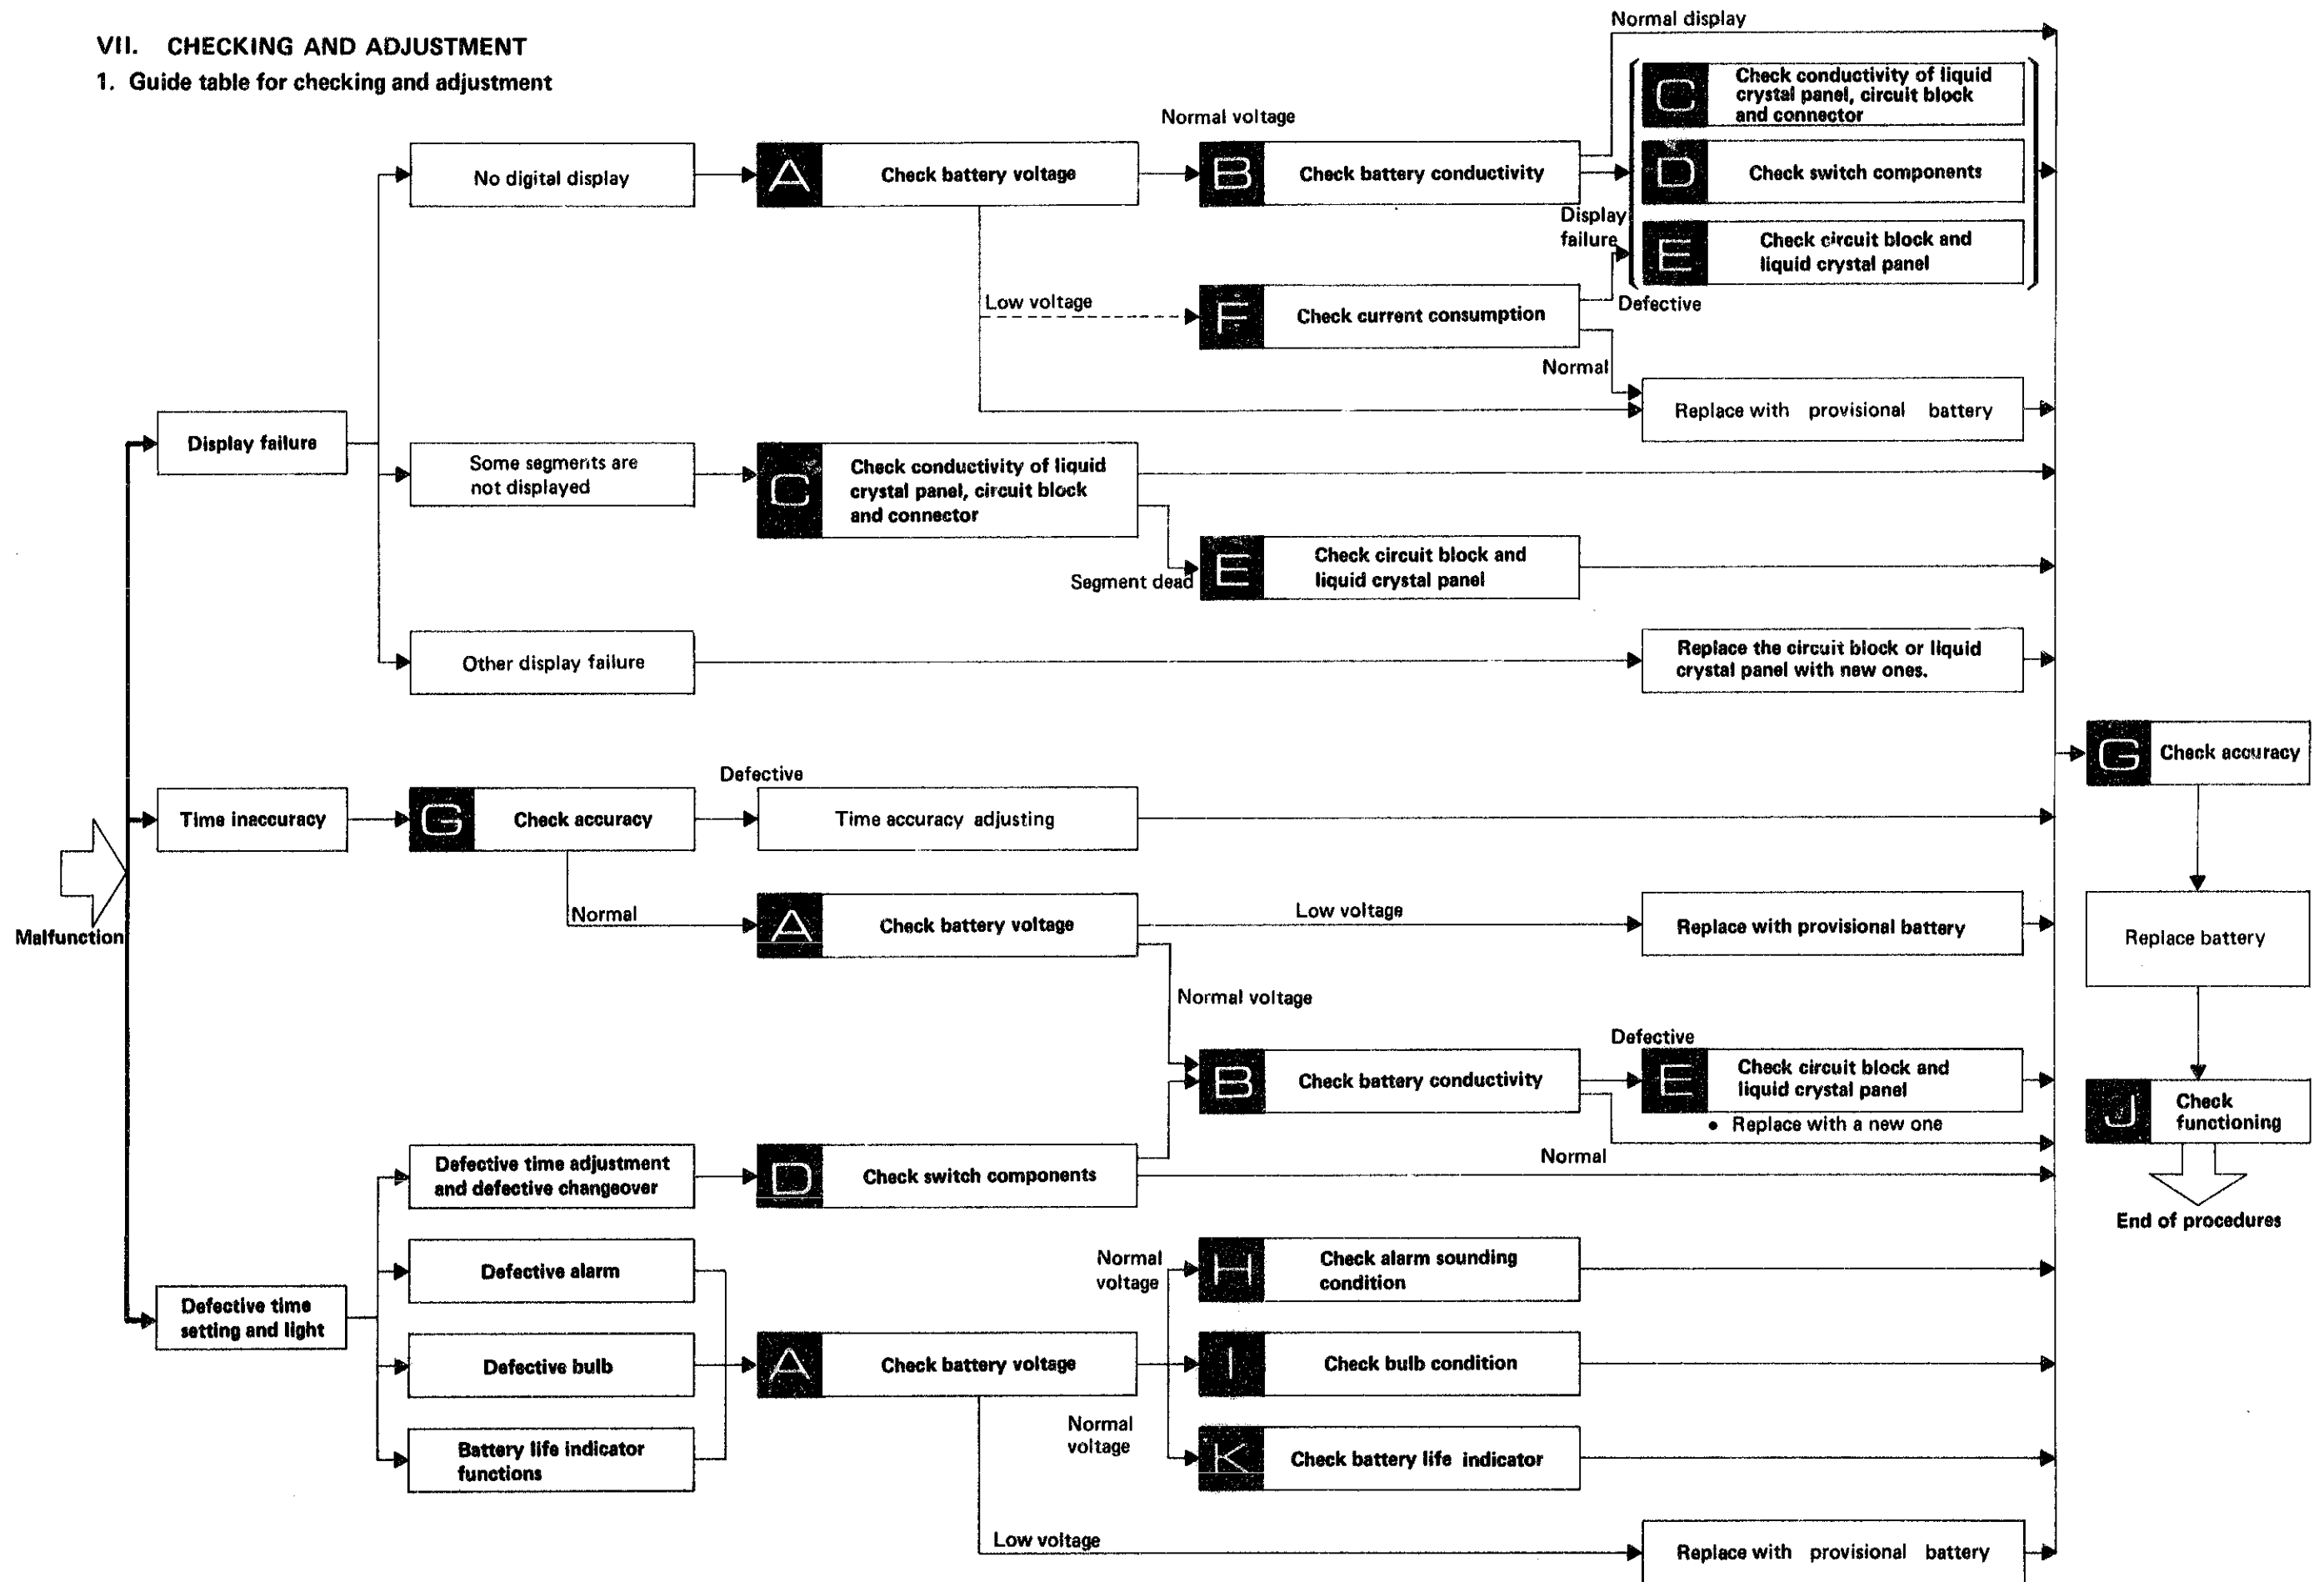 VII. CHECKING AND ADJUSTMENT
1. Guide table for checking and adjustment
Normal display
C
Check conductivity of liquid
crystal panel, circuit block
and connector
Normal voltage
No digital display
A
Check battery voltage
B
Check battery conductivity
D
Check switch components
Display
failure
E
Check circuit block and
liquid crystal panel
Low voltage
F
Check current consumption
Defective
Normal
Replace with provisional battery
Display failure
Some segments are
not displayed
C
Check conductivity of liquid
crystal panel, circuit block
and connector
Segment dead
E
Check circuit block and
liquid crystal panel
Other display failure
Replace the circuit block or liquid
crystal panel with new ones.
G
Check accuracy
Defective
Time inaccuracy
G
Check accuracy
Time accuracy adjusting
Malfunction
Normal
A
Check battery voltage
Low voltage
Replace with provisional battery
Replace battery
Normal voltage
Defective
B
Check battery conductivity
E
Check circuit block and
liquid crystal panel
• Replace with a new one
J
Check
functioning
Defective time adjustment
and defective changeover
D
Check switch components
Normal
End of procedures
Defective alarm
Normal
voltage
H
Check alarm sounding
condition
Defective time
setting and light
Defective bulb
A
Check battery voltage
I
Check bulb condition
Normal
voltage
Battery life indicator
functions
K
Check battery life indicator
Low voltage
Replace with provisional battery